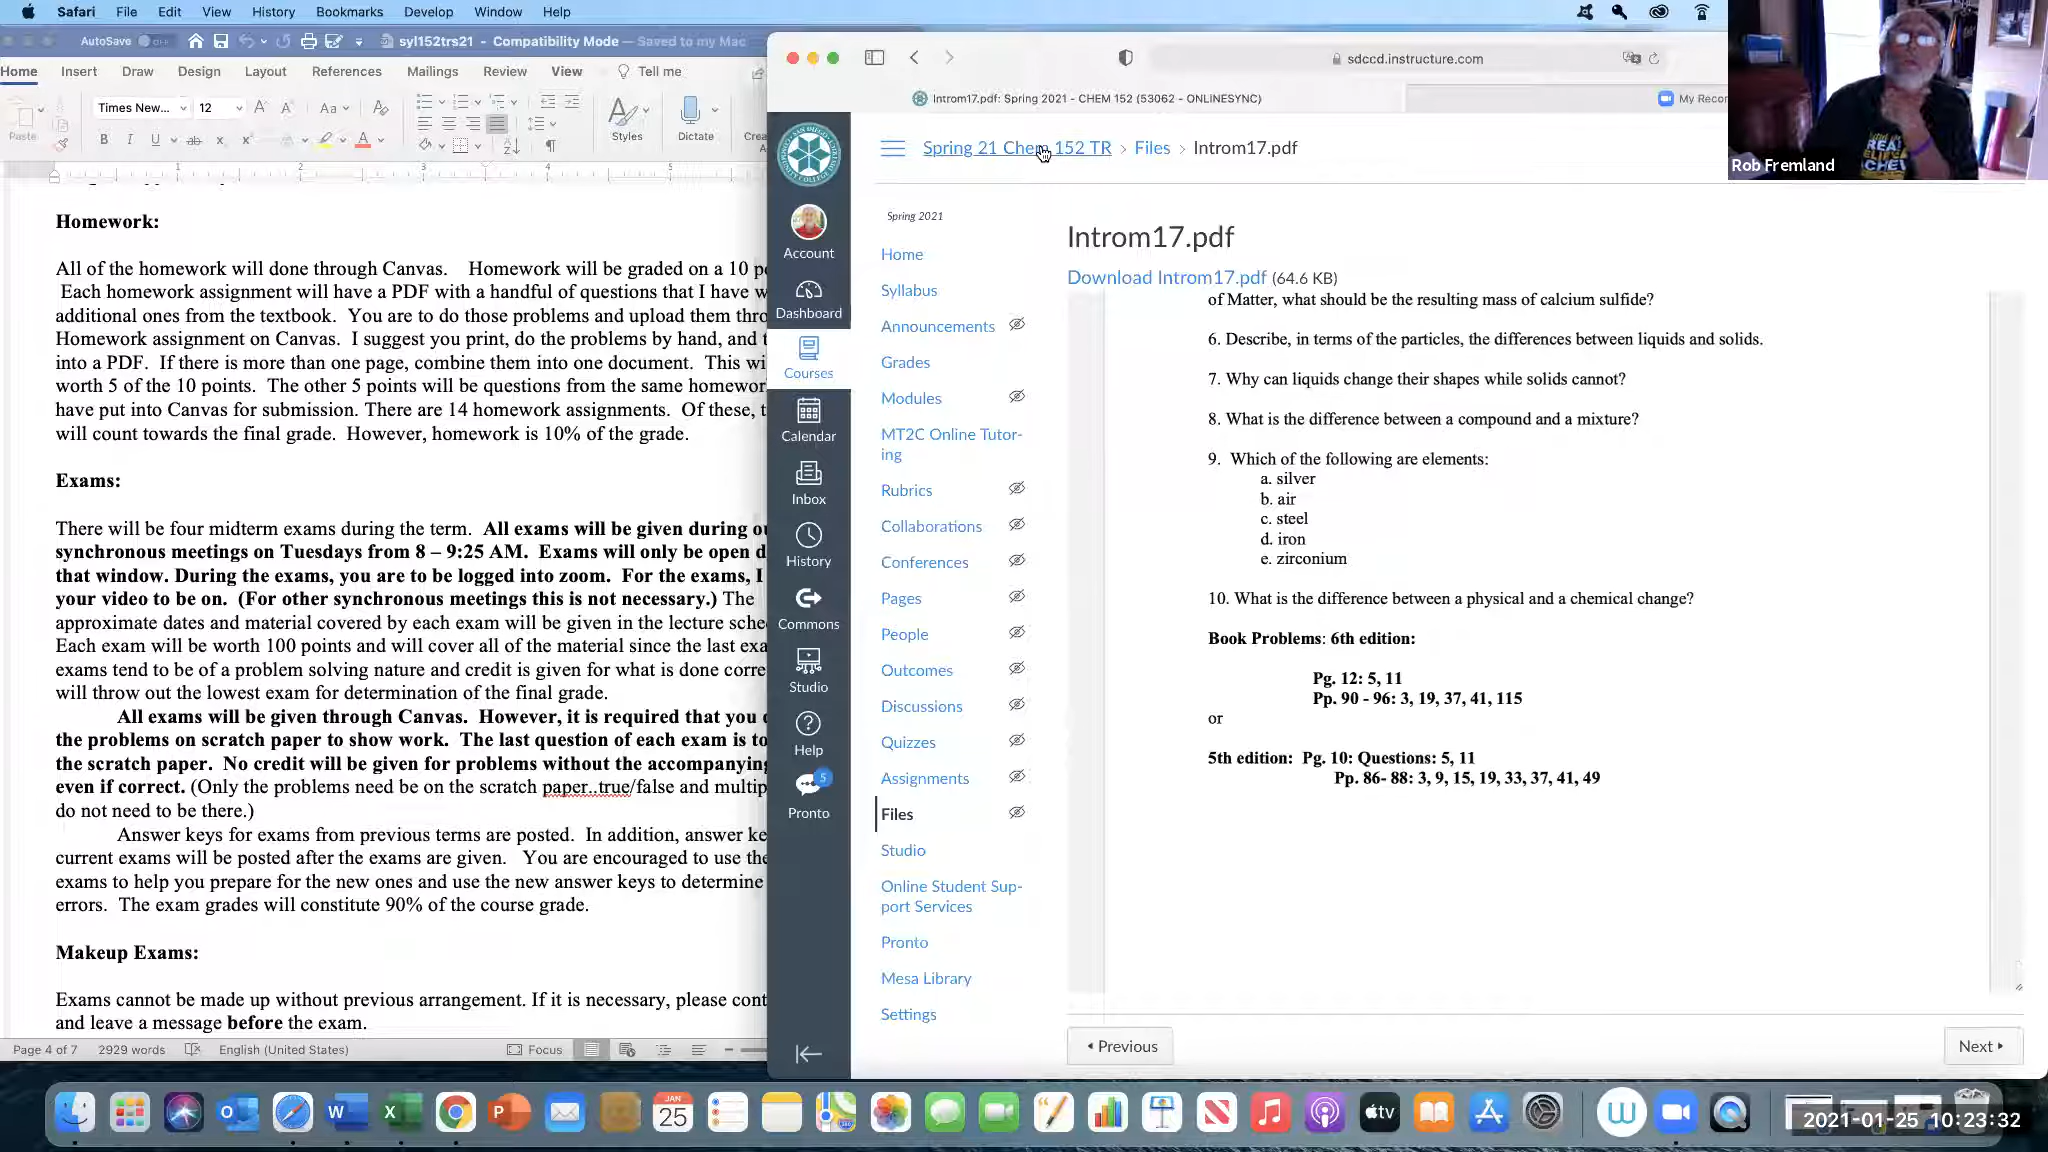 Safari File Edit View History Bookmarks Develop Window Help
AutoSave OFF syl152trs21 - Compatibility Mode — Saved to my Mac
Home Insert Draw Design Layout References Mailings Review View Tell me
Times New... 12
Paste
Styles
Dictate
Homework:
All of the homework will done through Canvas. Homework will be graded on a 10 po
Each homework assignment will have a PDF with a handful of questions that I have w
additional ones from the textbook. You are to do those problems and upload them thro
Homework assignment on Canvas. I suggest you print, do the problems by hand, and t
into a PDF. If there is more than one page, combine them into one document. This wi
worth 5 of the 10 points. The other 5 points will be questions from the same homewor
have put into Canvas for submission. There are 14 homework assignments. Of these, t
will count towards the final grade. However, homework is 10% of the grade.
Exams:
There will be four midterm exams during the term. All exams will be given during ou
synchronous meetings on Tuesdays from 8 – 9:25 AM. Exams will only be open d
that window. During the exams, you are to be logged into zoom. For the exams, I
your video to be on. (For other synchronous meetings this is not necessary.) The
approximate dates and material covered by each exam will be given in the lecture sche
Each exam will be worth 100 points and will cover all of the material since the last exa
exams tend to be of a problem solving nature and credit is given for what is done corre
will throw out the lowest exam for determination of the final grade.
All exams will be given through Canvas. However, it is required that you
the problems on scratch paper to show work. The last question of each exam is to
the scratch paper. No credit will be given for problems without the accompanying
even if correct. (Only the problems need be on the scratch paper..true/false and multip
do not need to be there.)
Answer keys for exams from previous terms are posted. In addition, answer ke
current exams will be posted after the exams are given. You are encouraged to use the
exams to help you prepare for the new ones and use the new answer keys to determine
errors. The exam grades will constitute 90% of the course grade.
Makeup Exams:
Exams cannot be made up without previous arrangement. If it is necessary, please cont
and leave a message before the exam.
Page 4 of 7 2929 words English (United States) Focus
sdccd.instructure.com
Introm17.pdf: Spring 2021 - CHEM 152 (53062 - ONLINESYNC)
My Recor
Spring 21 Chem 152 TR › Files › Introm17.pdf
Account
Dashboard
Courses
Calendar
Inbox
History
Commons
Studio
Help
5
Pronto
Spring 2021
Home
Syllabus
Announcements
Grades
Modules
MT2C Online Tutor-
ing
Rubrics
Collaborations
Conferences
Pages
People
Outcomes
Discussions
Quizzes
Assignments
Files
Studio
Online Student Sup-
port Services
Pronto
Mesa Library
Settings
Introm17.pdf
Download Introm17.pdf (64.6 KB)
of Matter, what should be the resulting mass of calcium sulfide?
6. Describe, in terms of the particles, the differences between liquids and solids.
7. Why can liquids change their shapes while solids cannot?
8. What is the difference between a compound and a mixture?
9. Which of the following are elements:
a. silver
b. air
c. steel
d. iron
e. zirconium
10. What is the difference between a physical and a chemical change?
Book Problems: 6th edition:
Pg. 12: 5, 11
Pp. 90 - 96: 3, 19, 37, 41, 115
or
5th edition: Pg. 10: Questions: 5, 11
Pp. 86- 88: 3, 9, 15, 19, 33, 37, 41, 49
Previous
Next
Rob Fremland
JAN
25
tv
2021-01-25 10:23:32